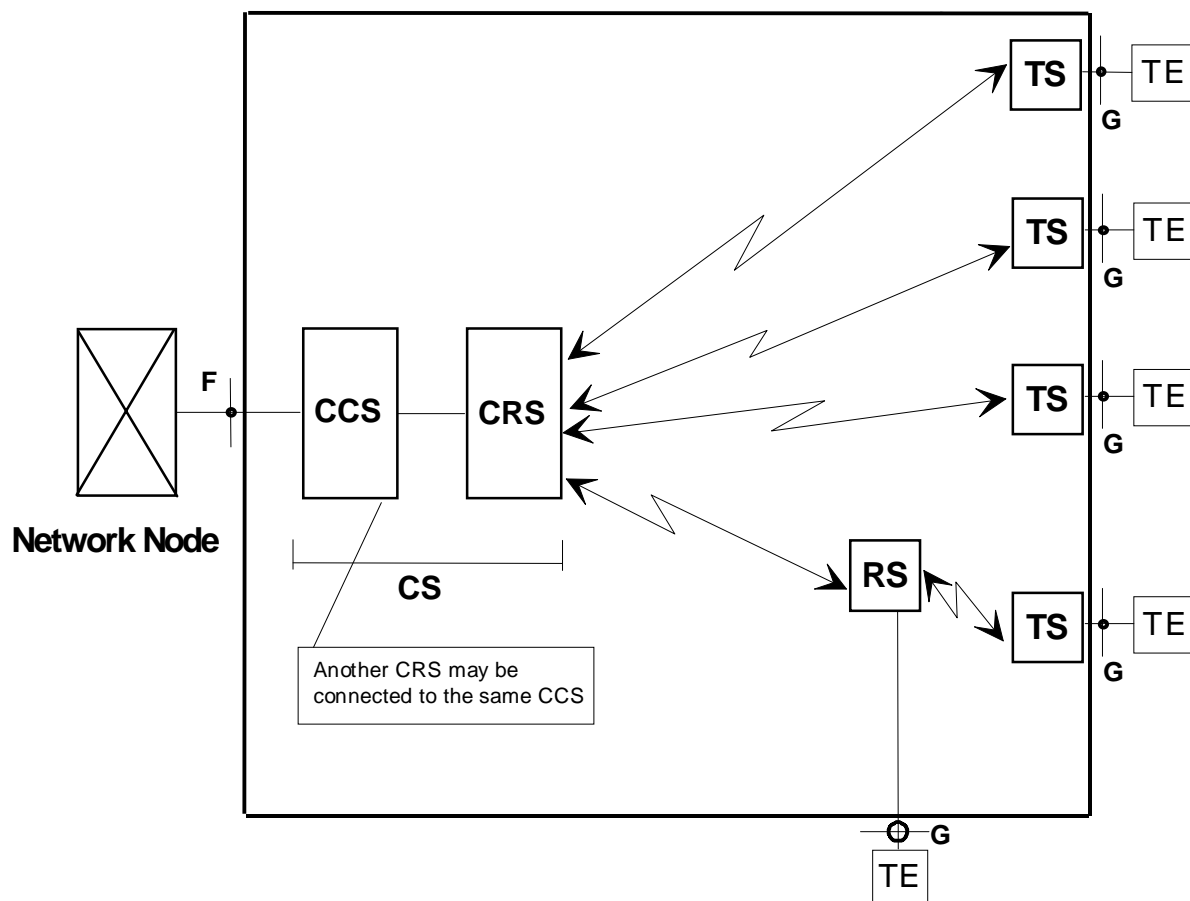 TS
TE
G
TS
TE
G
F
CCS
CRS
TS
TE
G
Network Node
CS
RS
TS
TE
G
Another CRS may be
connected to the same CCS
G
TE